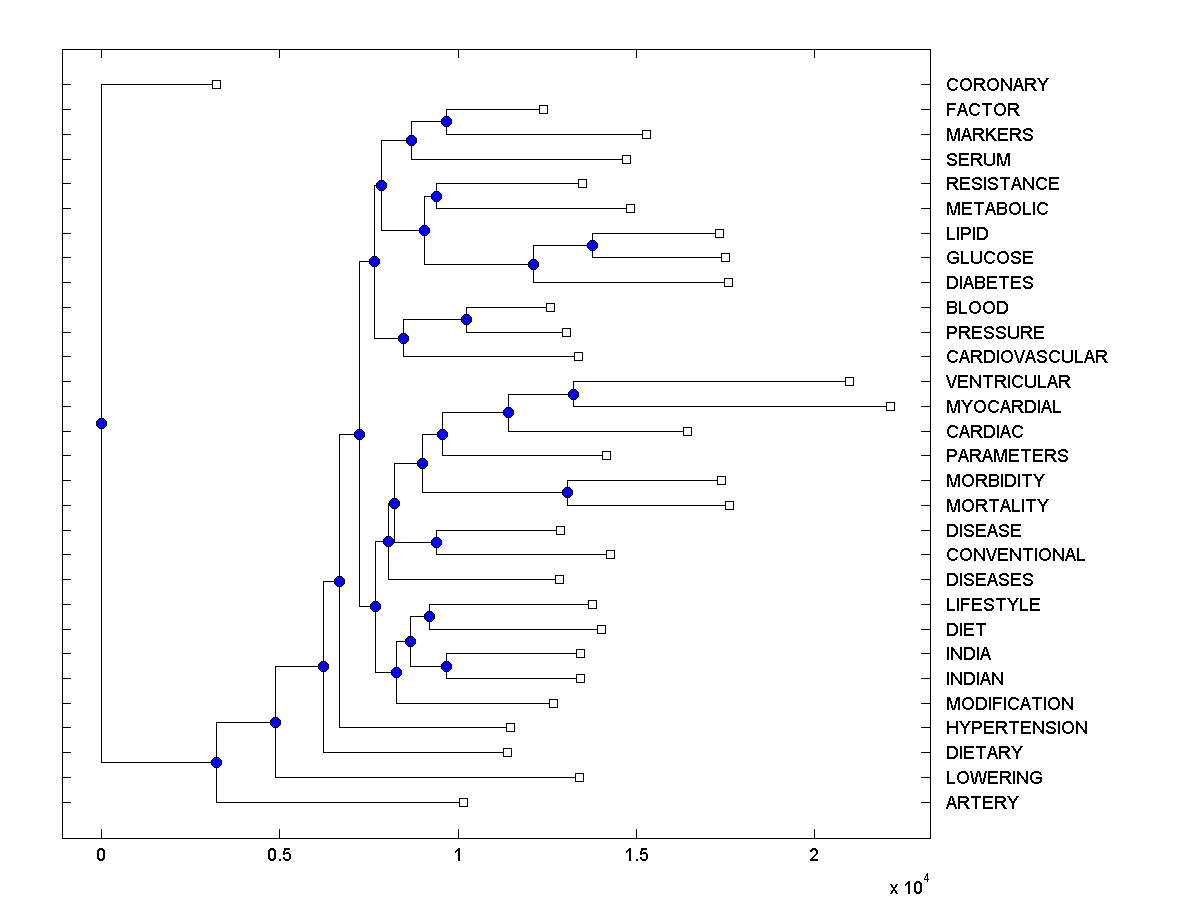 CORONARY
FACTOR
MARKERS
SERUM
RESISTANCE
METABOLIC
LIPID
GLUCOSE
DIABETES
BLOOD
PRESSURE
CARDIOVASCULAR
VENTRICULAR
MYOCARDIAL
CARDIAC
PARAMETERS
MORBIDITY
MORTALITY
DISEASE
CONVENTIONAL
DISEASES
LIFESTYLE
DIET
INDIA
INDIAN
MODIFICATION
HYPERTENSION
DIETARY
LOWERING
ARTERY
0 0.5 1 1.5 2
x 10^4